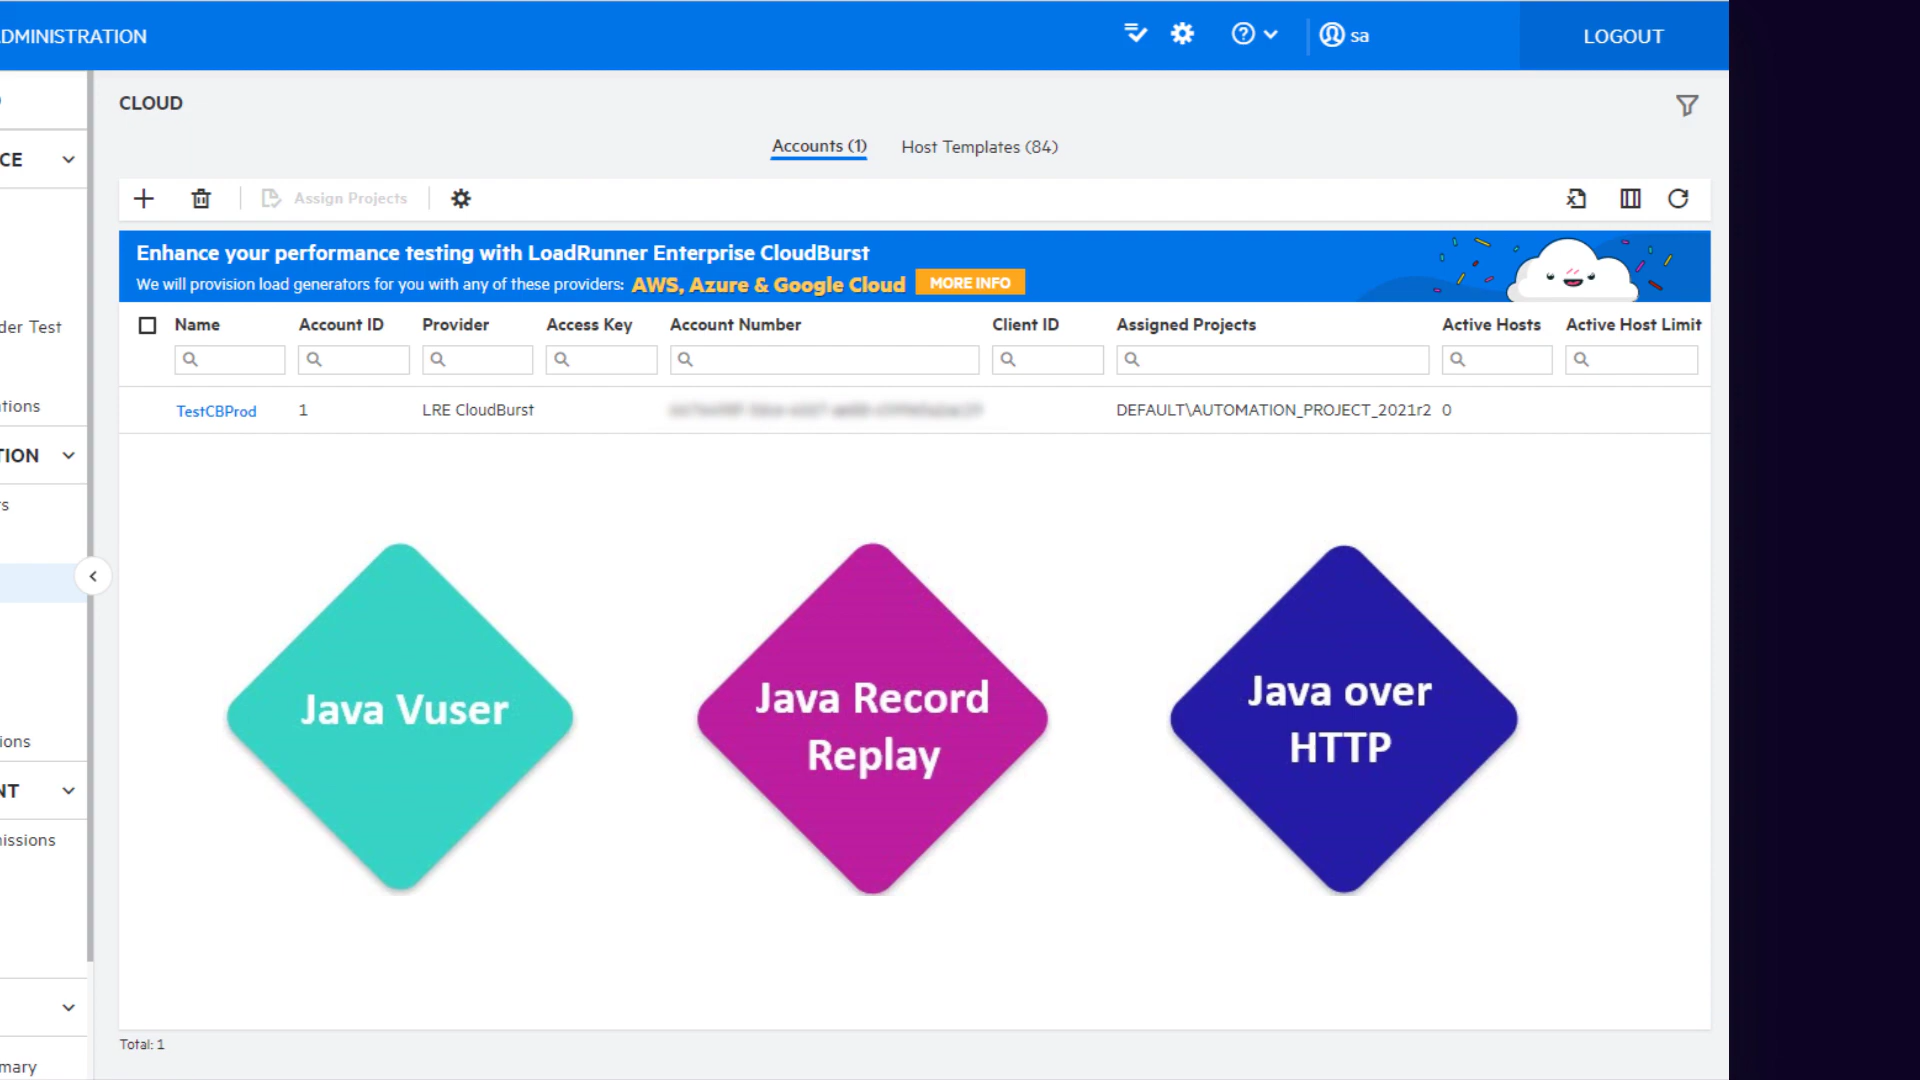 DMINISTRATION
sa
LOGOUT
CLOUD
Accounts (1)
Host Templates (84)
Assign Projects
Enhance your performance testing with LoadRunner Enterprise CloudBurst
We will provision load generators for you with any of these providers: AWS, Azure & Google Cloud MORE INFO
Name Account ID Provider Access Key Account Number Client ID Assigned Projects Active Hosts Active Host Limit
TestCBProd 1 LRE CloudBurst DEFAULT\AUTOMATION_PROJECT_2021r2 0
Java Vuser
Java Record
Replay
Java over
HTTP
Total: 1
CE
der Test
tions
TION
s
ions
NT
issions
mary